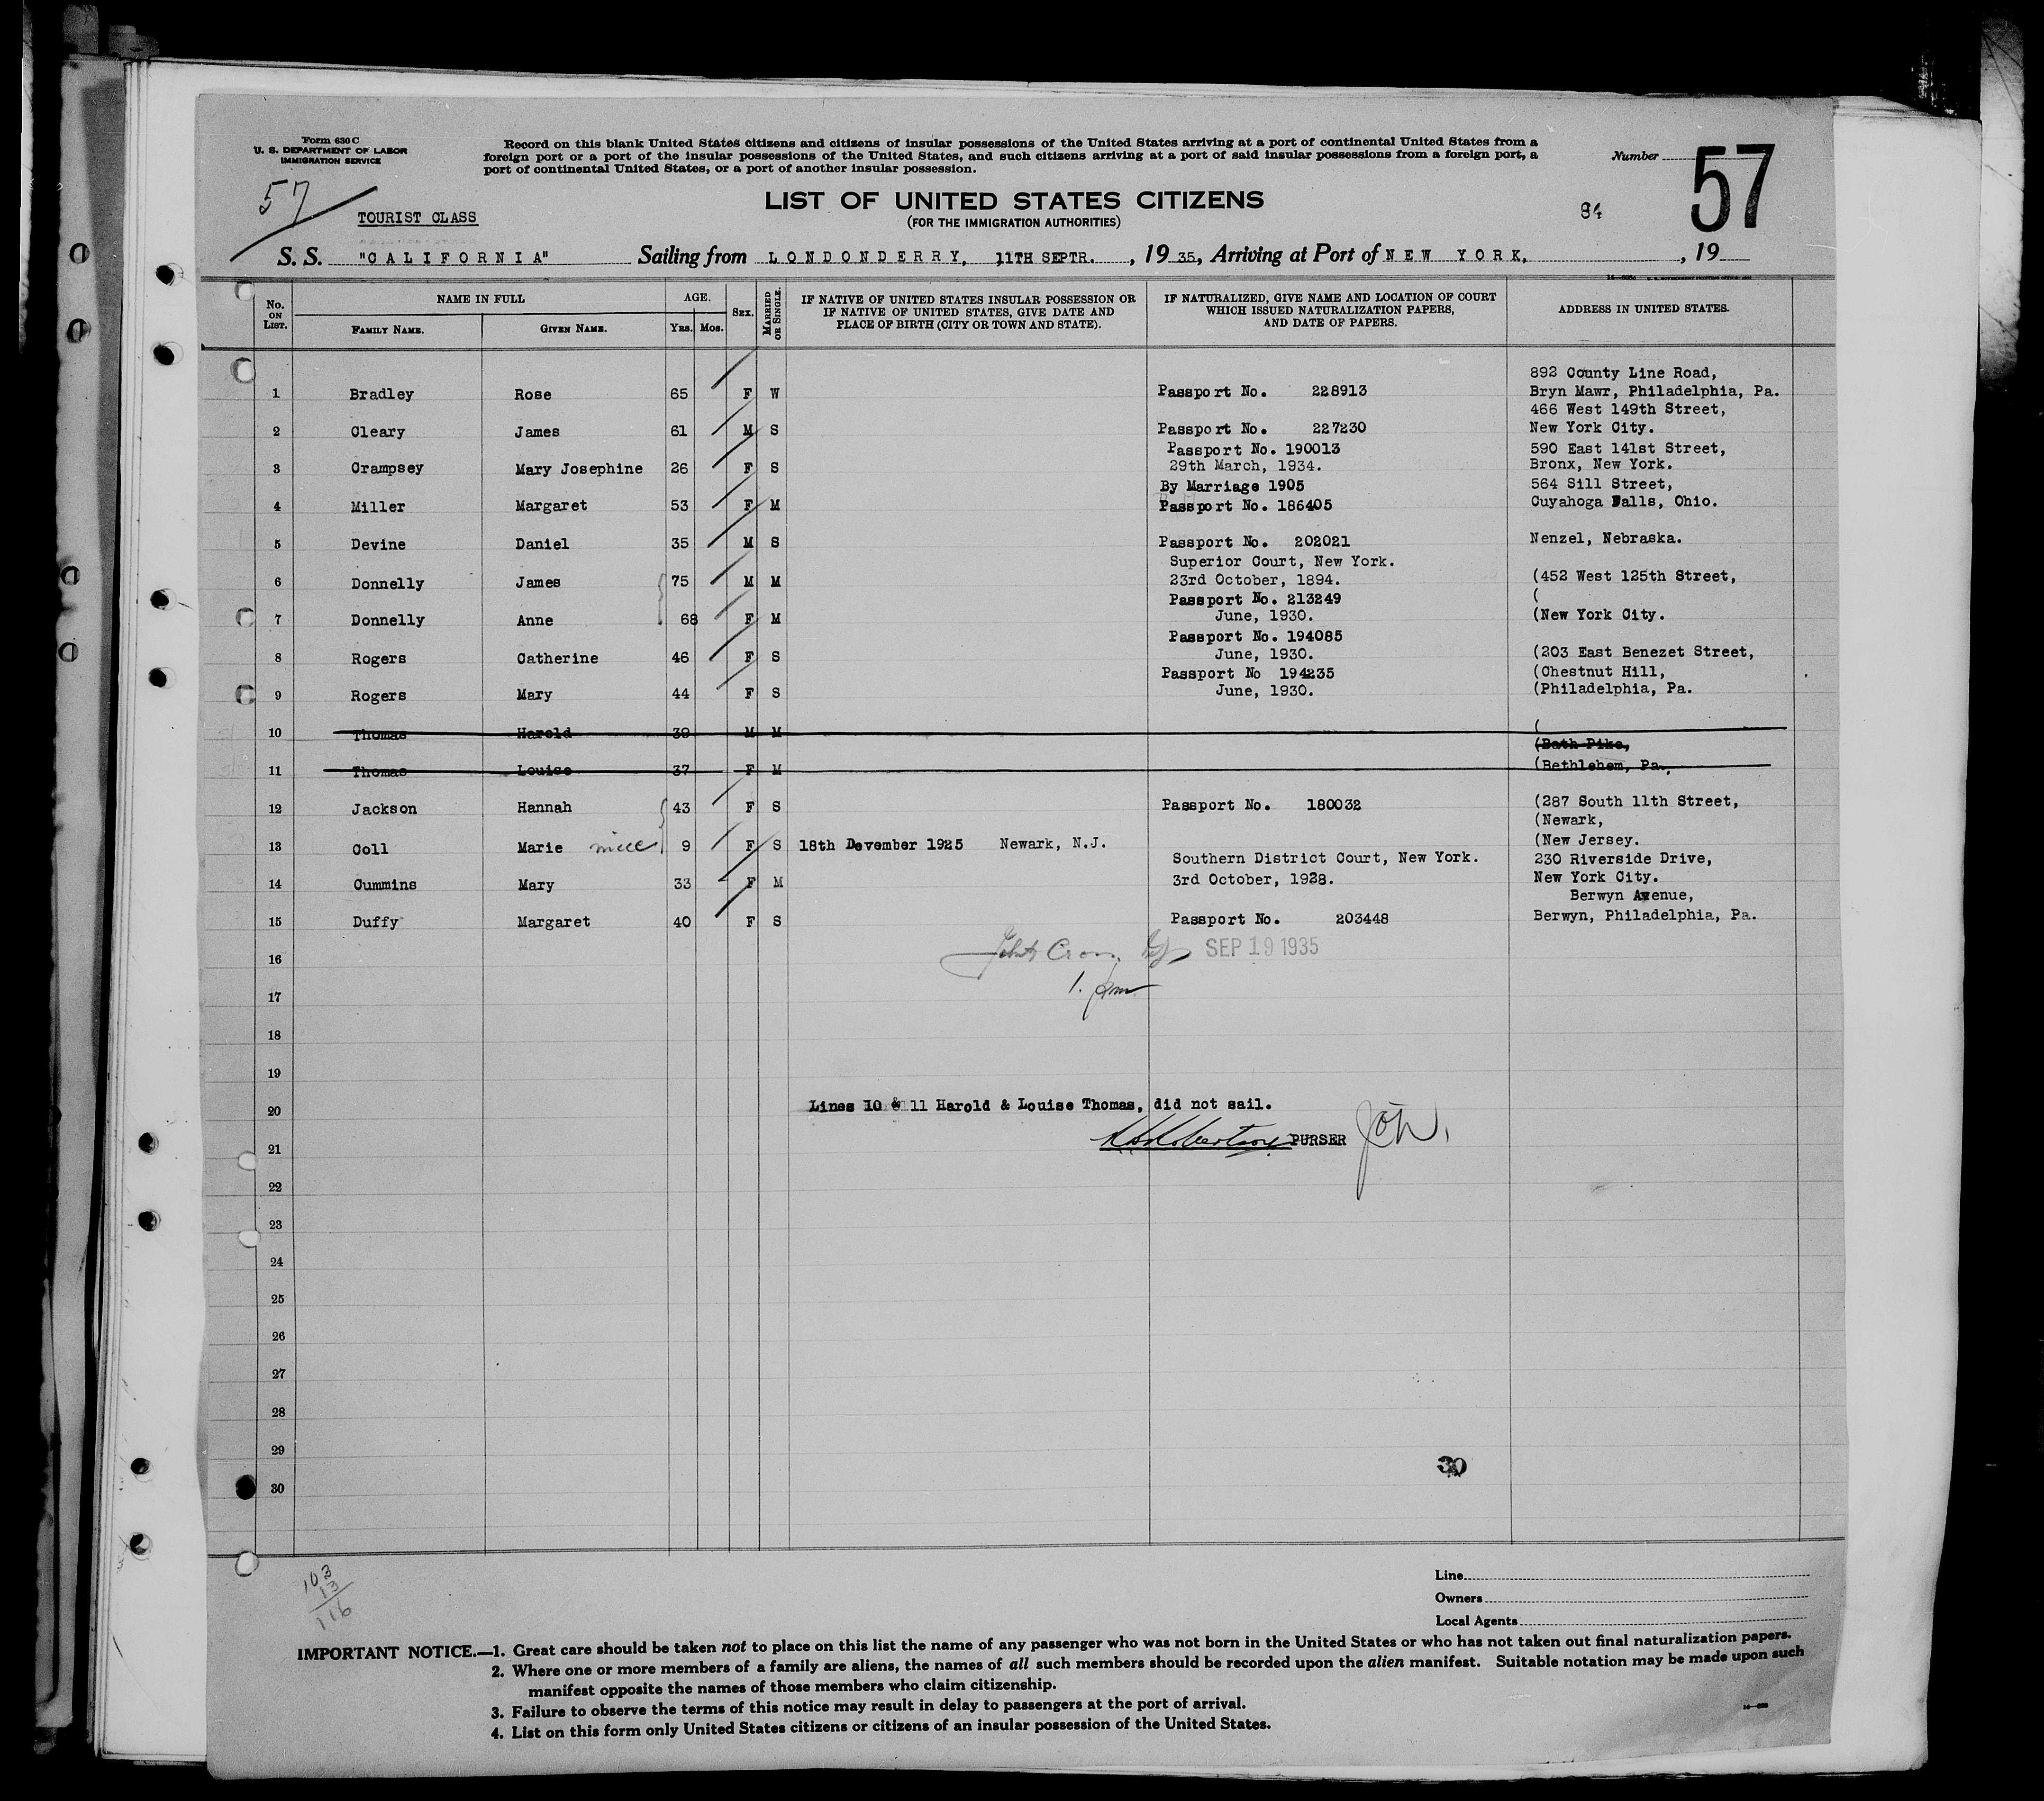 Form 630 C
U. S. DEPARTMENT OF LABOR
IMMIGRATION SERVICE
Record on this blank United States citizens and citizens of insular possessions of the United States arriving at a port of continental United States from a
foreign port or a port of the insular possessions of the United States, and such citizens arriving at a port of said insular possessions from a foreign port, a
port of continental United States, or a port of another insular possession.
Number 57
57
TOURIST CLASS
LIST OF UNITED STATES CITIZENS
(FOR THE IMMIGRATION AUTHORITIES)
84
S. S. "CALIFORNIA" Sailing from LONDONDERRY, 11TH SEPTR. , 19 35, Arriving at Port of NEW YORK, , 19
No. ON LIST. NAME IN FULL FAMILY NAME. GIVEN NAME. AGE. YRS. MOS. SEX. MARRIED OR SINGLE. IF NATIVE OF UNITED STATES INSULAR POSSESSION OR IF NATIVE OF UNITED STATES, GIVE DATE AND PLACE OF BIRTH (CITY OR TOWN AND STATE). IF NATURALIZED, GIVE NAME AND LOCATION OF COURT WHICH ISSUED NATURALIZATION PAPERS, AND DATE OF PAPERS. ADDRESS IN UNITED STATES.
892 County Line Road,
1 Bradley Rose 65 F W Passport No. 228913 Bryn Mawr, Philadelphia, Pa.
466 West 149th Street,
2 Cleary James 61 M S Passport No. 227230 New York City.
Passport No. 190013 590 East 141st Street,
3 Crampsey Mary Josephine 26 F S 29th March, 1934. Bronx, New York.
By Marriage 1905 564 Sill Street,
4 Miller Margaret 53 F M Passport No. 186405 Cuyahoga Falls, Ohio.
5 Devine Daniel 35 M S Passport No. 202021 Nenzel, Nebraska.
Superior Court, New York.
6 Donnelly James 75 M M 23rd October, 1894. (452 West 125th Street,
Passport No. 213249 (
7 Donnelly Anne 68 F M June, 1930. (New York City.
Passport No. 194085
8 Rogers Catherine 46 F S June, 1930. (203 East Benezet Street,
Passport No 194235 (Chestnut Hill,
9 Rogers Mary 44 F S June, 1930. (Philadelphia, Pa.
(
10 Thomas Harold 39 M M
(Bath Pike,
11 Thomas Louise 37 F M (Bethlehem, Pa.,
12 Jackson Hannah 43 F S Passport No. 180032 (287 South 11th Street,
(Newark,
13 Coll Marie niece 9 F S 18th Devember 1925 Newark, N.J. (New Jersey.
Southern District Court, New York. 230 Riverside Drive,
14 Cummins Mary 33 F M 3rd October, 1928. New York City.
Berwyn Avenue,
15 Duffy Margaret 40 F S Passport No. 203448 Berwyn, Philadelphia, Pa.
16 SEP 19 1935
17 1. pm
18
19
20 Lines 10 & 11 Harold & Louise Thomas, did not sail.
21 Robertson PURSER
22
23
24
25
26
27
28
29
30
30
103
13
116
Line
Owners
Local Agents
IMPORTANT NOTICE.—1. Great care should be taken not to place on this list the name of any passenger who was not born in the United States or who has not taken out final naturalization papers.
2. Where one or more members of a family are aliens, the names of all such members should be recorded upon the alien manifest. Suitable notation may be made upon such
manifest opposite the names of those members who claim citizenship.
3. Failure to observe the terms of this notice may result in delay to passengers at the port of arrival.
4. List on this form only United States citizens or citizens of an insular possession of the United States.